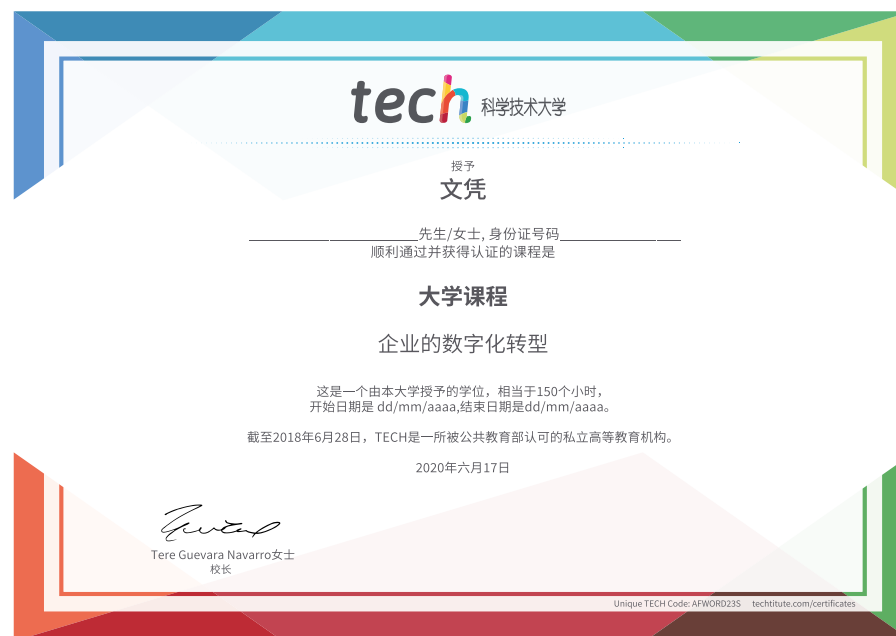 tech 科学技术大学
授予
文凭
先生/女士, 身份证号码
顺利通过并获得认证的课程是
大学课程
企业的数字化转型
这是一个由本大学授予的学位，相当于150个小时，
开始日期是 dd/mm/aaaa,结束日期是dd/mm/aaaa。
截至2018年6月28日，TECH是一所被公共教育部认可的私立高等教育机构。
2020年六月17日
Tere Guevara Navarro女士
校长
Unique TECH Code: AFWORD23S techtitute.com/certificates